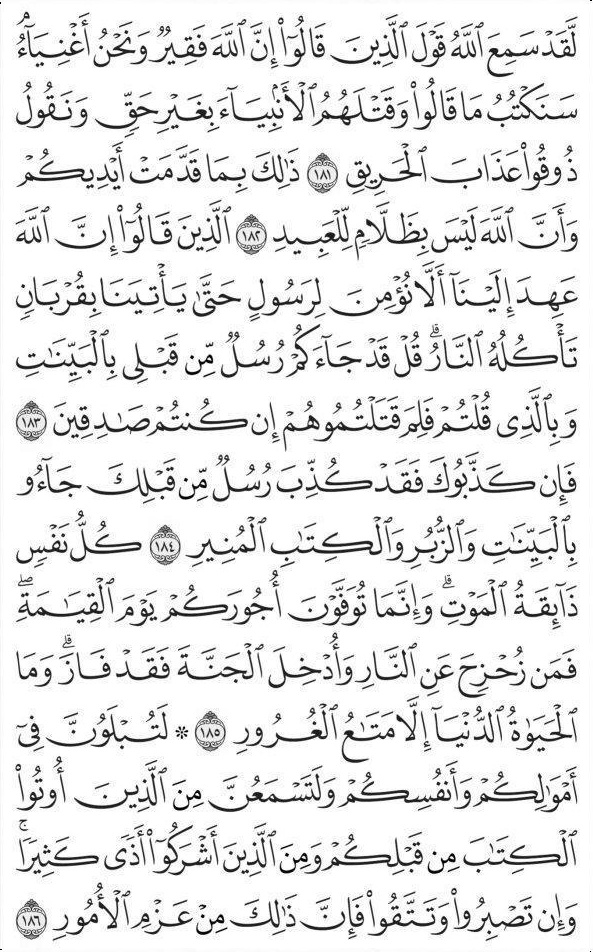 لَّقَدْ سَمِعَ ٱللَّهُ قَوْلَ ٱلَّذِينَ قَالُوٓا۟ إِنَّ ٱللَّهَ فَقِيرٌ وَنَحْنُ أَغْنِيَآءُ ۘ
سَنَكْتُبُ مَا قَالُوا۟ وَقَتْلَهُمُ ٱلْأَنۢبِيَآءَ بِغَيْرِ حَقٍّ وَنَقُولُ
ذُوقُوا۟ عَذَابَ ٱلْحَرِيقِ ١٨١ ذَٰلِكَ بِمَا قَدَّمَتْ أَيْدِيكُمْ
وَأَنَّ ٱللَّهَ لَيْسَ بِظَلَّامٍ لِّلْعَبِيدِ ١٨٢ ٱلَّذِينَ قَالُوٓا۟ إِنَّ ٱللَّهَ
عَهِدَ إِلَيْنَآ أَلَّا نُؤْمِنَ لِرَسُولٍ حَتَّىٰ يَأْتِيَنَا بِقُرْبَانٍ
تَأْكُلُهُ ٱلنَّارُ ۗ قُلْ قَدْ جَآءَكُمْ رُسُلٌ مِّن قَبْلِى بِٱلْبَيِّنَٰتِ
وَبِٱلَّذِى قُلْتُمْ فَلِمَ قَتَلْتُمُوهُمْ إِن كُنتُمْ صَٰدِقِينَ ١٨٣
فَإِن كَذَّبُوكَ فَقَدْ كُذِّبَ رُسُلٌ مِّن قَبْلِكَ جَآءُو
بِٱلْبَيِّنَٰتِ وَٱلزُّبُرِ وَٱلْكِتَٰبِ ٱلْمُنِيرِ ١٨٤ كُلُّ نَفْسٍ
ذَآئِقَةُ ٱلْمَوْتِ ۗ وَإِنَّمَا تُوَفَّوْنَ أُجُورَكُمْ يَوْمَ ٱلْقِيَٰمَةِ ۖ
فَمَن زُحْزِحَ عَنِ ٱلنَّارِ وَأُدْخِلَ ٱلْجَنَّةَ فَقَدْ فَازَ ۗ وَمَا
ٱلْحَيَوٰةُ ٱلدُّنْيَآ إِلَّا مَتَٰعُ ٱلْغُرُورِ ١٨٥ * لَتُبْلَوُنَّ فِىٓ
أَمْوَٰلِكُمْ وَأَنفُسِكُمْ وَلَتَسْمَعُنَّ مِنَ ٱلَّذِينَ أُوتُوا۟
ٱلْكِتَٰبَ مِن قَبْلِكُمْ وَمِنَ ٱلَّذِينَ أَشْرَكُوٓا۟ أَذًى كَثِيرًا ۚ
وَإِن تَصْبِرُوا۟ وَتَتَّقُوا۟ فَإِنَّ ذَٰلِكَ مِنْ عَزْمِ ٱلْأُمُورِ ١٨٦